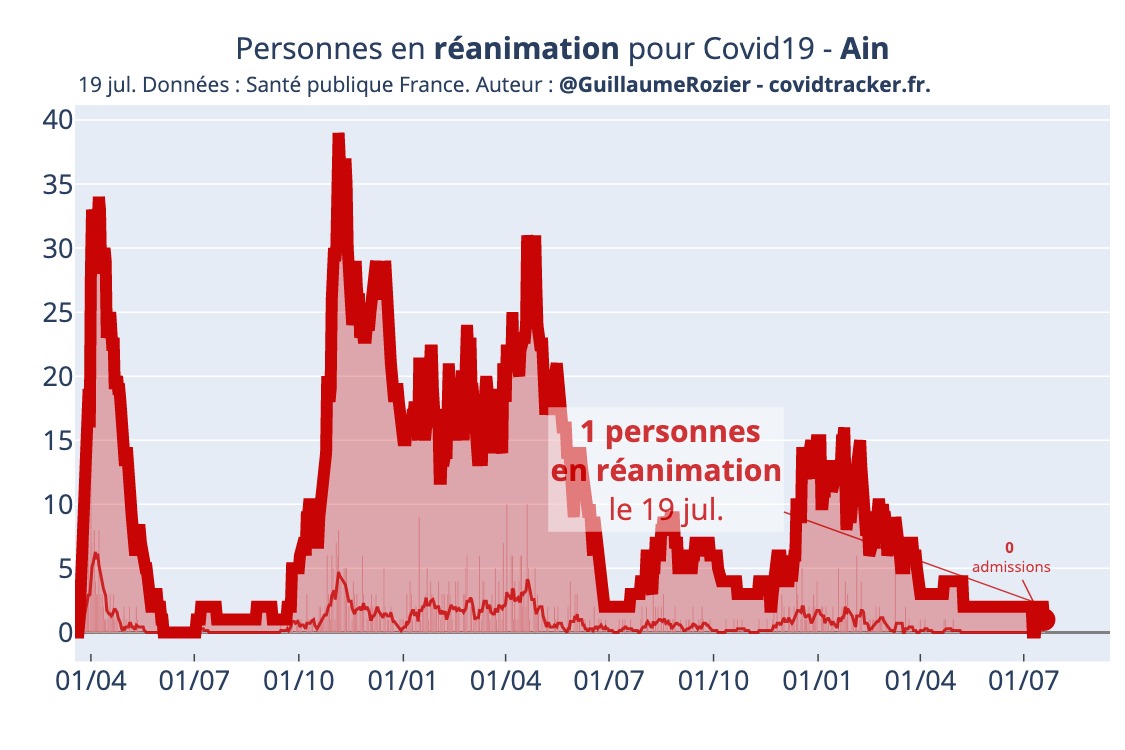 Personnes en réanimation pour Covid19 - Ain
19 jul. Données : Santé publique France. Auteur : @GuillaumeRozier - covidtracker.fr.
40
35
30
25
20
15
10
5
0
1 personnes
en réanimation
le 19 jul.
0
admissions
01/04 01/07 01/10 01/01 01/04 01/07 01/10 01/01 01/04 01/07